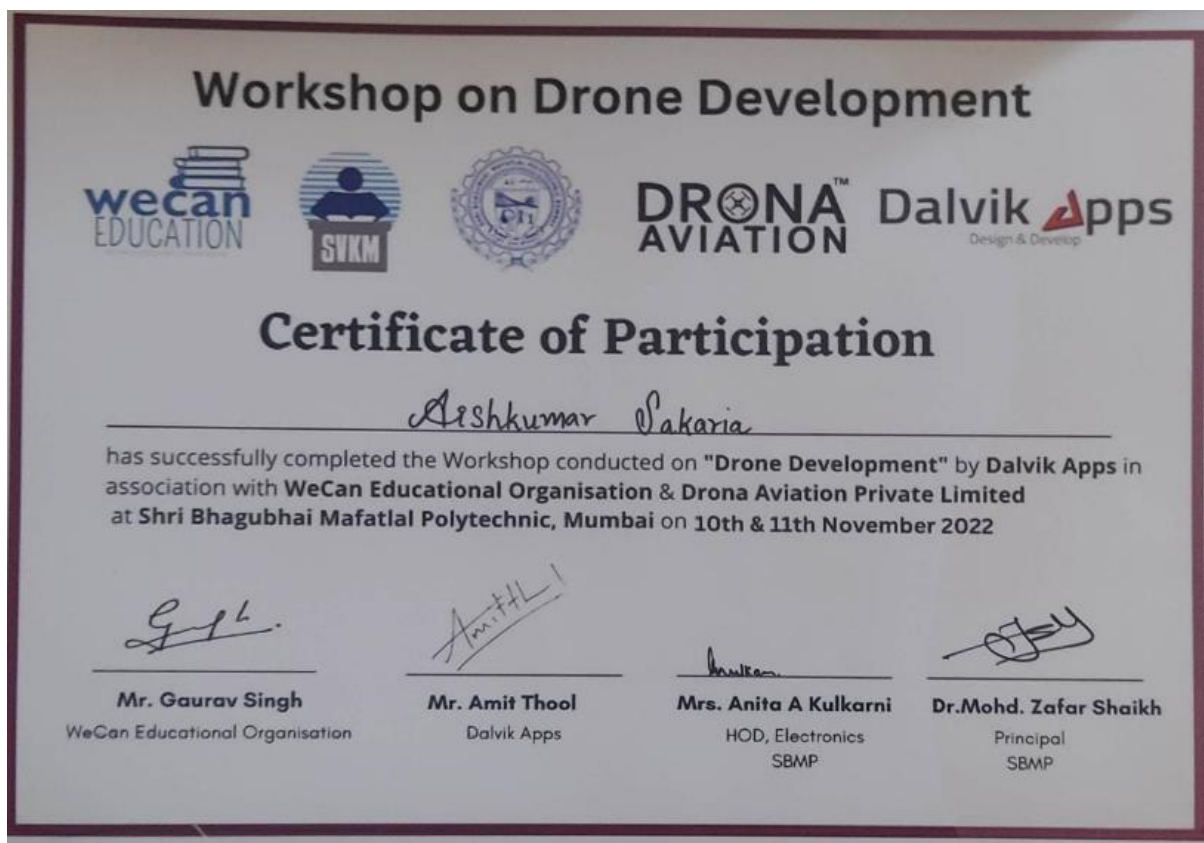 Workshop on Drone Development
wecan
EDUCATION
SVKM
DRONA™
AVIATION
Dalvik Apps
Design & Develop
Certificate of Participation
Aishkumar Sakaria
has successfully completed the Workshop conducted on "Drone Development" by Dalvik Apps in
association with WeCan Educational Organisation & Drona Aviation Private Limited
at Shri Bhagubhai Mafatlal Polytechnic, Mumbai on 10th & 11th November 2022
Mr. Gaurav Singh
WeCan Educational Organisation
Mr. Amit Thool
Dalvik Apps
Mrs. Anita A Kulkarni
HOD, Electronics
SBMP
Dr.Mohd. Zafar Shaikh
Principal
SBMP